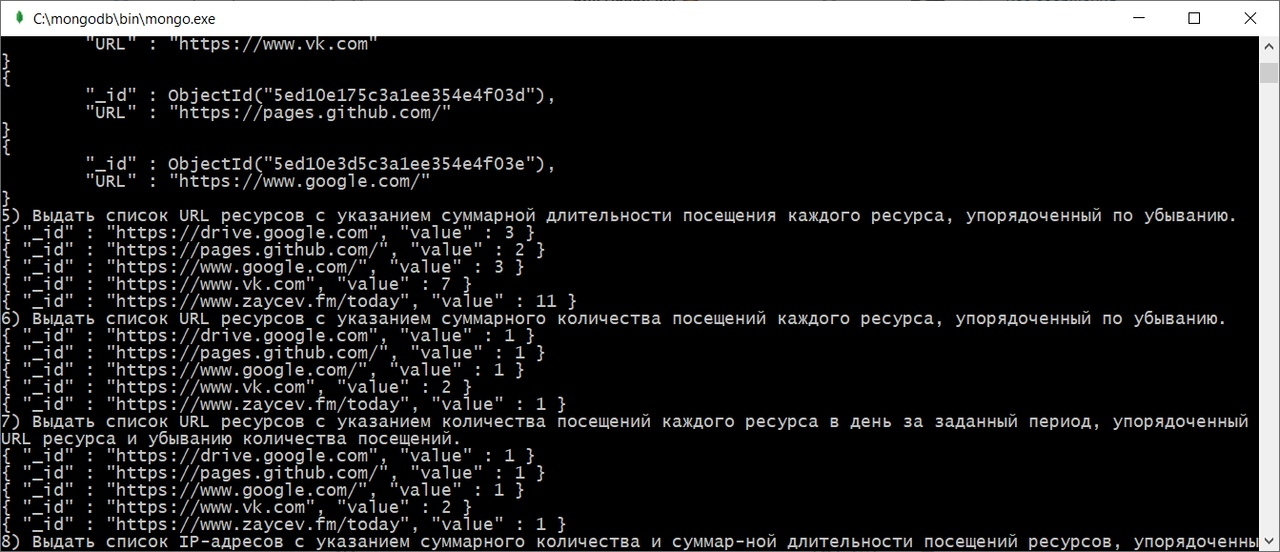 C:\mongodb\bin\mongo.exe
"URL" : "https://www.vk.com"
}
{
"_id" : ObjectId("5ed10e175c3a1ee354e4f03d"),
"URL" : "https://pages.github.com/"
}
{
"_id" : ObjectId("5ed10e3d5c3a1ee354e4f03e"),
"URL" : "https://www.google.com/"
}
5) Выдать список URL ресурсов с указанием суммарной длительности посещения каждого ресурса, упорядоченный по убыванию.
{ "_id" : "https://drive.google.com", "value" : 3 }
{ "_id" : "https://pages.github.com/", "value" : 2 }
{ "_id" : "https://www.google.com/", "value" : 3 }
{ "_id" : "https://www.vk.com", "value" : 7 }
{ "_id" : "https://www.zaycev.fm/today", "value" : 11 }
6) Выдать список URL ресурсов с указанием суммарного количества посещений каждого ресурса, упорядоченный по убыванию.
{ "_id" : "https://drive.google.com", "value" : 1 }
{ "_id" : "https://pages.github.com/", "value" : 1 }
{ "_id" : "https://www.google.com/", "value" : 1 }
{ "_id" : "https://www.vk.com", "value" : 2 }
{ "_id" : "https://www.zaycev.fm/today", "value" : 1 }
7) Выдать список URL ресурсов с указанием количества посещений каждого ресурса в день за заданный период, упорядоченный
URL ресурса и убыванию количества посещений.
{ "_id" : "https://drive.google.com", "value" : 1 }
{ "_id" : "https://pages.github.com/", "value" : 1 }
{ "_id" : "https://www.google.com/", "value" : 1 }
{ "_id" : "https://www.vk.com", "value" : 2 }
{ "_id" : "https://www.zaycev.fm/today", "value" : 1 }
8) Выдать список IP-адресов с указанием суммарного количества и суммар-ной длительности посещений ресурсов, упорядоченны